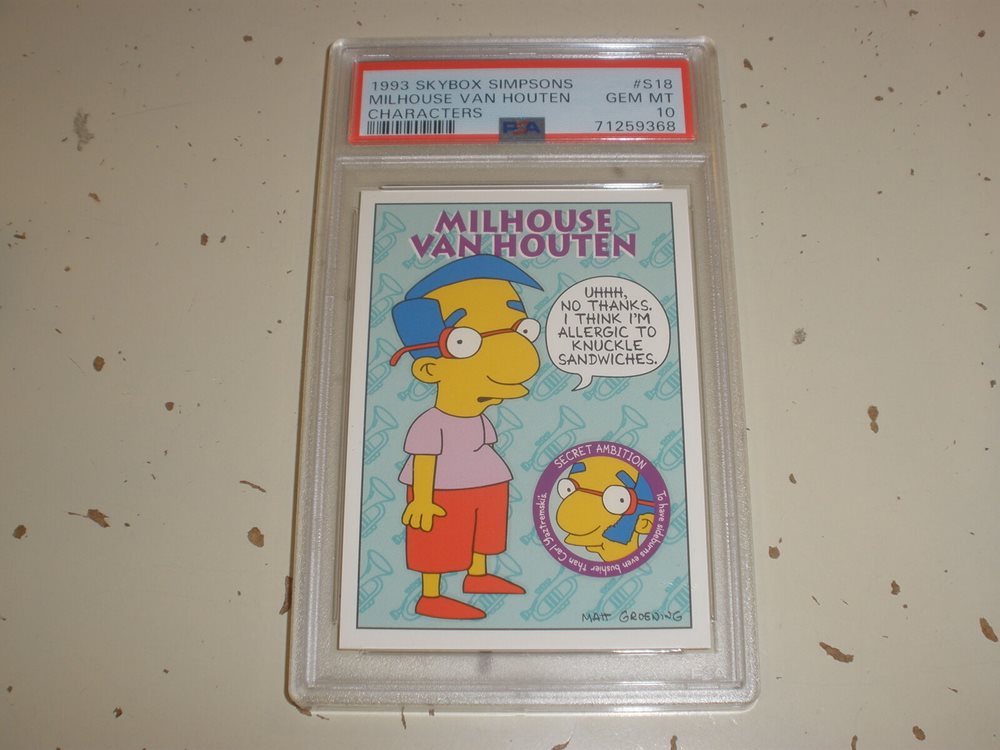 1993 SKYBOX SIMPSONS #S18
MILHOUSE VAN HOUTEN GEM MT
CHARACTERS 10
PSA 71259368
MILHOUSE
VAN HOUTEN
UHHH,
NO THANKS.
I THINK I'M
ALLERGIC TO
KNUCKLE
SANDWICHES.
SECRET AMBITION
To have sideburns even bushier than Carl Yaztremski's.
MATT GROENING